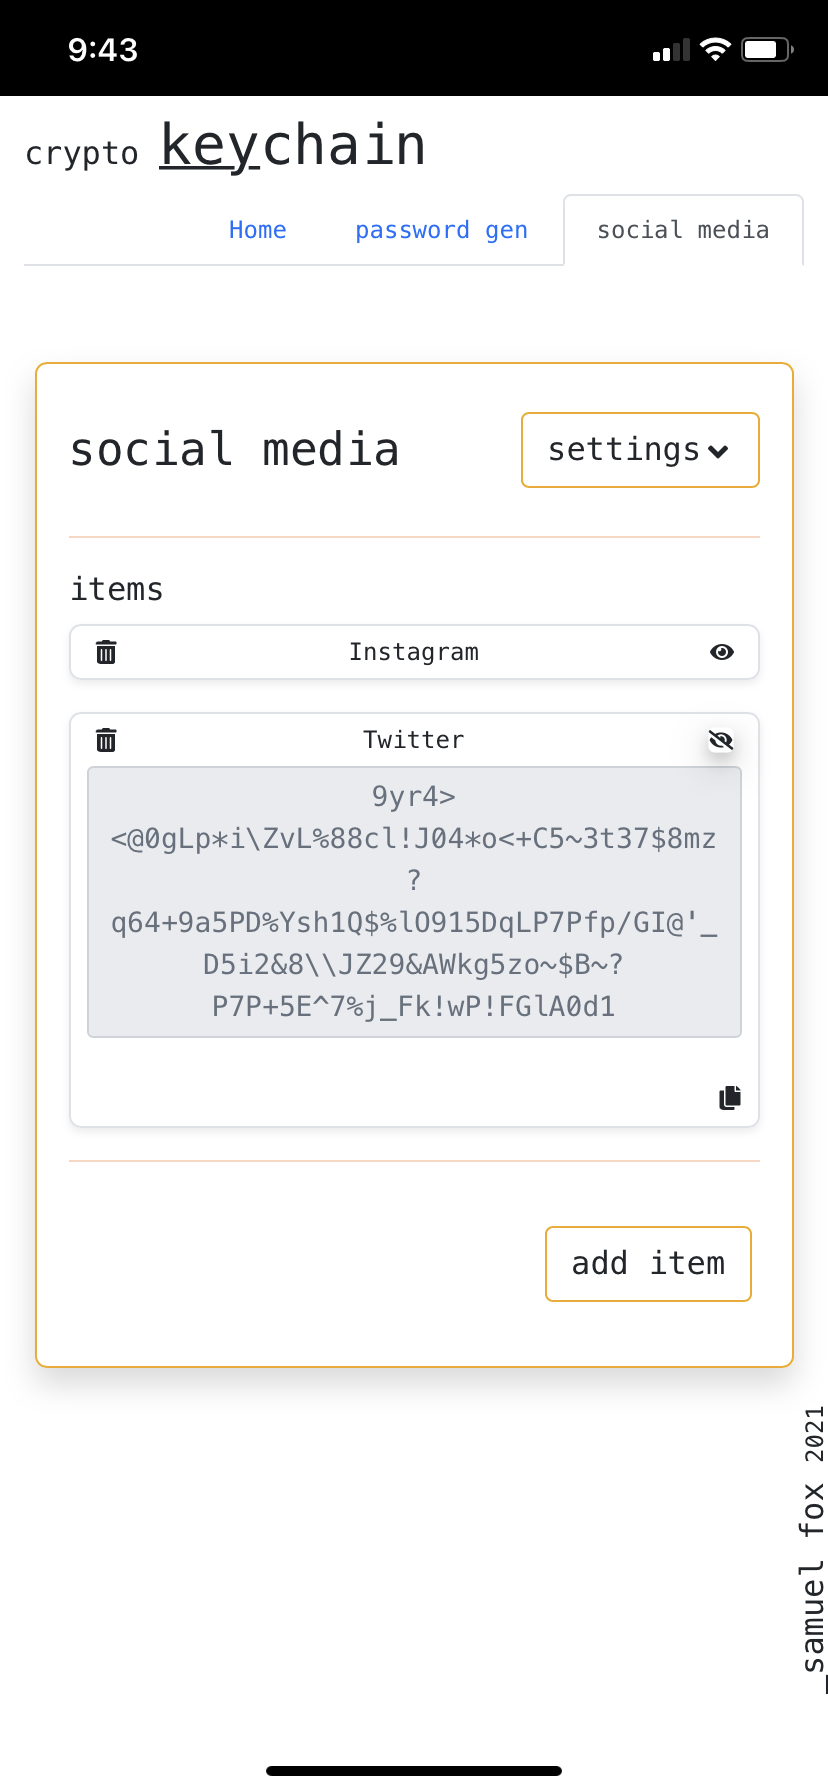 9:43
crypto keychain
Home password gen social media
social media settings
items
Instagram
Twitter
9yr4>
<@0gLp*i\ZvL%88cl!J04*o<+C5~3t37$8mz
?
q64+9a5PD%Ysh1Q$%lO915DqLP7Pfp/GI@'_
D5i2&8\\JZ29&AWkg5zo~$B~?
P7P+5E^7%j_Fk!wP!FGlA0d1
add item
_samuel fox 2021